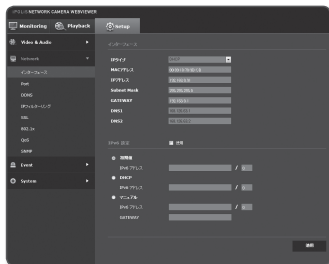 iPOLiS NETWORK CAMERA WEBVIEWER
Monitoring
Playback
Setup
Video & Audio
Network
インターフェース
Port
DDNS
IPフィルタリング
SSL
802.1x
QoS
SNMP
Event
System
インターフェース
IPタイプ
DHCP
MACアドレス
IPアドレス
Subnet Mask
GATEWAY
DNS1
DNS2
IPv6 設定
使用
初期値
IPv6 アドレス
/
DHCP
IPv6 アドレス
/
マニュアル
IPv6 アドレス
/
GATEWAY
適用